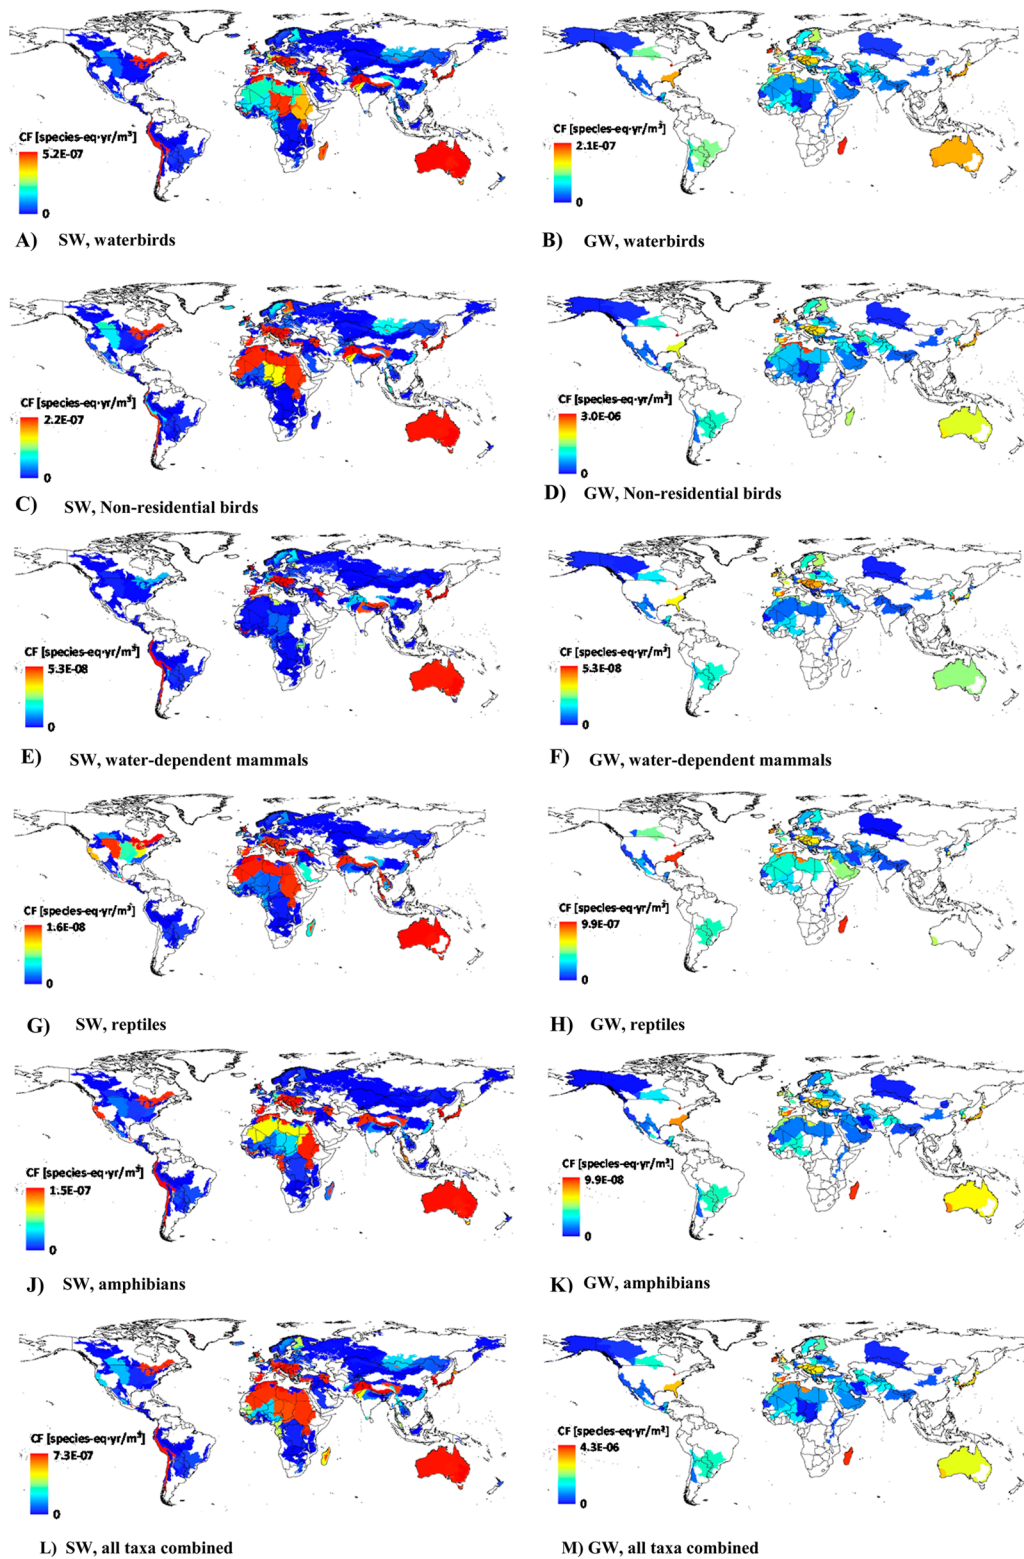 CF [species-eq·yr/m³]
5.2E-07
0
A) SW, waterbirds
CF [species-eq·yr/m³]
2.1E-07
0
B) GW, waterbirds
CF [species-eq·yr/m³]
2.2E-07
0
C) SW, Non-residential birds
CF [species-eq·yr/m³]
3.0E-06
0
D) GW, Non-residential birds
CF [species-eq·yr/m³]
5.3E-08
0
E) SW, water-dependent mammals
CF [species-eq·yr/m³]
5.3E-08
0
F) GW, water-dependent mammals
CF [species-eq·yr/m³]
1.6E-08
0
G) SW, reptiles
CF [species-eq·yr/m³]
9.9E-07
0
H) GW, reptiles
CF [species-eq·yr/m³]
1.5E-07
0
J) SW, amphibians
CF [species-eq·yr/m³]
9.9E-08
0
K) GW, amphibians
CF [species-eq·yr/m³]
7.3E-07
0
L) SW, all taxa combined
CF [species-eq·yr/m³]
4.3E-06
0
M) GW, all taxa combined